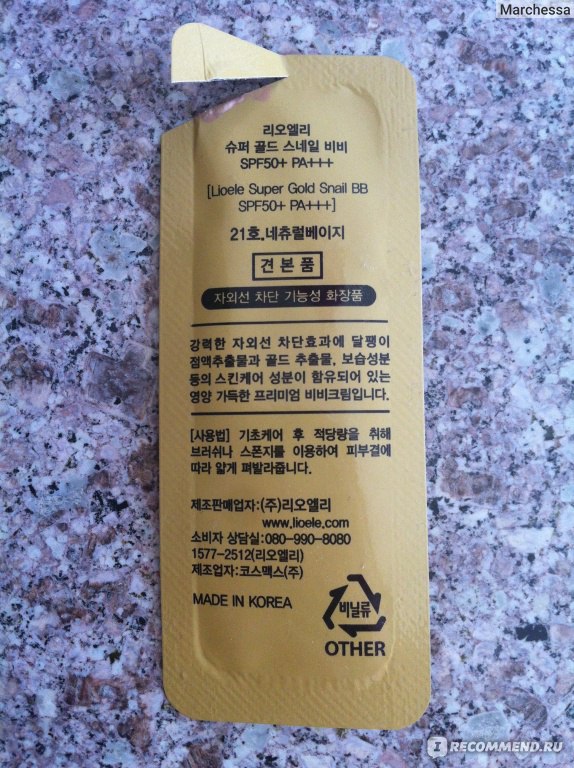 Marchessa
리오엘리
슈퍼 골드 스네일 비비
SPF50+ PA+++
[Lioele Super Gold Snail BB
SPF50+ PA+++]
21호.네츄럴베이지
견본품
자외선 차단 기능성 화장품
강력한 자외선 차단효과에 달팽이
점액추출물과 골드 추출물, 보습성분
등의 스킨케어 성분이 함유되어 있는
영양 가득한 프리미엄 비비크림입니다.
[사용법] 기초케어 후 적당량을 취해
브러쉬나 스폰지를 이용하여 피부결에
따라 얇게 펴발라줍니다.
제조판매업자:(주)리오엘리
www.lioele.com
소비자 상담실:080-990-8080
1577-2512(리오엘리)
제조업자:코스맥스(주)
MADE IN KOREA
비닐류
OTHER
RECOMMEND.RU